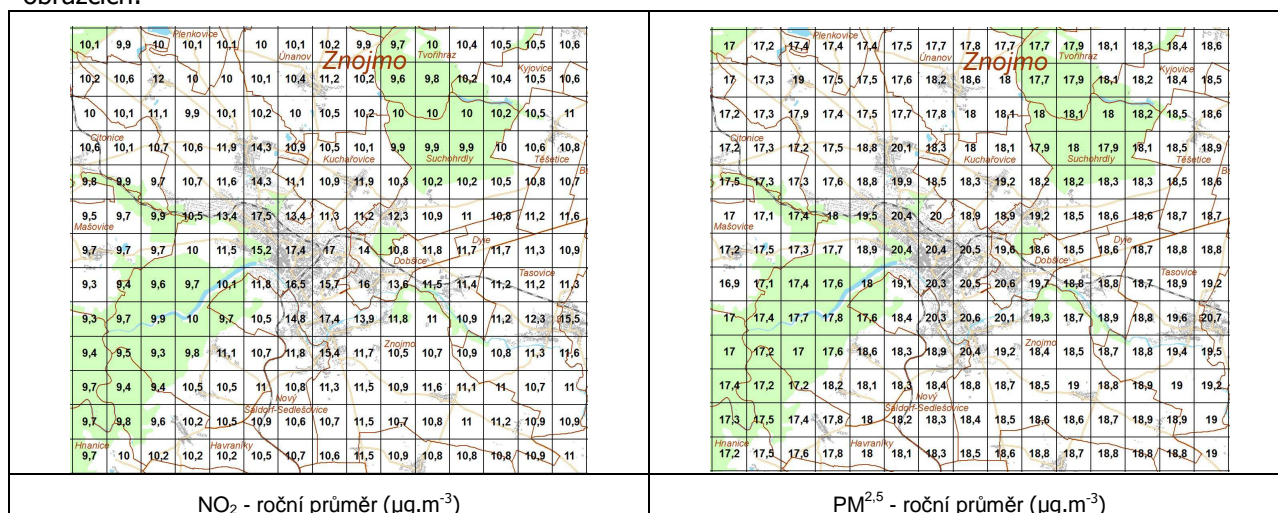 obrázcích.
10,1 9,9 10 10,1 10,1 10 10,1 10,2 9,9 9,7 10 10,4 10,5 10,5 10,6
10,2 10,6 12 10 10 10,1 10,4 11,2 10,2 9,6 9,8 10,2 10,4 10,5 10,6
10 10,1 11,1 9,9 10,1 10,2 10 10,5 10,2 10 10 10 10,2 10,5 11
10,6 10,1 10,7 10,6 11,9 14,3 10,9 10,5 10,1 9,9 9,9 9,9 10 10,6 10,8
9,8 9,9 9,7 10,7 11,6 14,3 11,1 10,9 11,9 10,3 10,2 10,2 10,5 10,8 10,7
9,5 9,7 9,9 10,5 13,4 17,5 13,4 11,3 11,2 12,3 10,9 11 10,8 11,2 11,6
9,7 9,7 9,7 10 11,5 15,2 17,4 17 14 10,8 11,8 11,7 11,7 11,3 10,9
9,3 9,4 9,6 9,7 10,1 11,8 16,5 15,7 16 13,6 11,5 11,4 11,2 11,2 11,3
9,3 9,7 9,9 10 9,7 10,5 14,8 17,4 13,9 11,8 11 10,9 11,2 12,3 15,5
9,4 9,5 9,3 9,8 11,1 10,7 11,8 15,4 11,7 10,5 10,7 10,9 10,8 11,3 11,6
9,7 9,4 9,4 10,5 10,5 11 10,8 11,3 11,5 10,9 11,6 11,1 11 10,7 11
9,7 9,8 9,6 10,2 10,5 10,9 10,6 10,7 11,5 10,7 10,8 11 11,2 10,9 10,9
9,7 10 10,2 10,2 10,2 10,5 10,7 10,6 11,5 10,9 10,8 10,8 10,8 10,9 11
Plenkovice
Únanov
Znojmo
Tvořihráz
Kyjovice
Citonice
Kuchařovice
Suchohrdly
Těšetice
Mašovice
Dyje
Dobšice
Tasovice
Znojmo
Nový
Šaldorf-Sedlešovice
Hnanice
Havraníky
NO₂ - roční průměr (µg.m⁻³)
17 17,2 17,4 17,4 17,4 17,5 17,7 17,8 17,7 17,7 17,9 18,1 18,3 18,4 18,6
17 17,3 19 17,5 17,5 17,6 18,2 18,6 18 17,7 17,9 18,1 18,2 18,4 18,5
17,2 17,3 17,9 17,4 17,5 17,7 17,8 18 18,1 18 18,1 18 18,2 18,5 18,6
17,2 17,3 17,2 17,5 18,8 20,1 18,3 18 18,1 17,9 18 17,9 18,1 18,5 18,9
17,5 17,3 17,3 17,6 18,8 19,9 18,5 18,3 19,2 18,2 18,2 18,3 18,3 18,5 18,6
17 17,1 17,4 18 19,5 20,4 20 18,9 18,9 19,2 18,5 18,6 18,6 18,7 18,7
17,2 17,5 17,3 17,7 18,9 20,4 20,4 20,5 19,6 18,6 18,5 18,6 18,7 18,8 18,8
16,9 17,1 17,4 17,6 18 19,1 20,3 20,5 20,6 19,7 18,8 18,8 18,7 18,9 19,2
17 17,4 17,7 17,8 17,6 18,4 20,3 20,6 20,1 19,3 18,7 18,9 18,8 19,6 20,7
17 17,2 17 17,6 18,6 18,3 18,9 20,4 19,2 18,4 18,5 18,7 18,8 19,4 19,5
17,4 17,2 17,2 18,2 18,1 18,3 18,4 18,8 18,7 18,5 19 18,8 18,9 19 19,2
17,3 17,5 17,4 17,8 18 18,2 18,3 18,4 18,5 18,6 18,6 18,7 18,9 18,9 19
17,2 17,5 17,6 17,8 18 18,1 18,3 18,5 18,6 18,8 18,7 18,8 18,8 18,8 19
Plenkovice
Únanov
Znojmo
Tvořihráz
Kyjovice
Citonice
Kuchařovice
Suchohrdly
Těšetice
Mašovice
Dyje
Dobšice
Tasovice
Znojmo
Nový
Šaldorf-Sedlešovice
Hnanice
Havraníky
PM²,⁵ - roční průměr (µg.m⁻³)